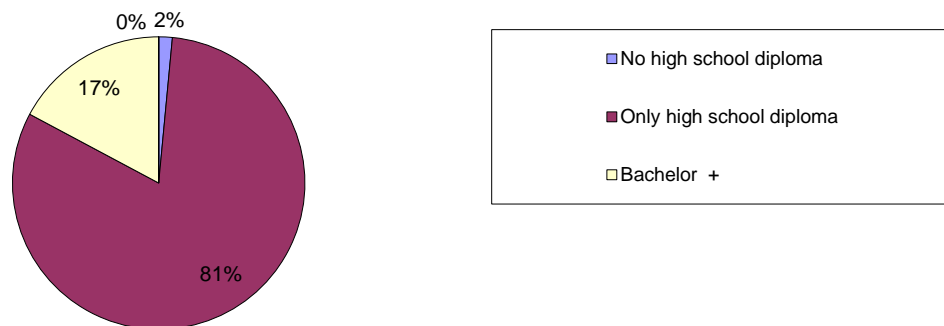 0% 2%
17%
81%
No high school diploma
Only high school diploma
Bachelor +